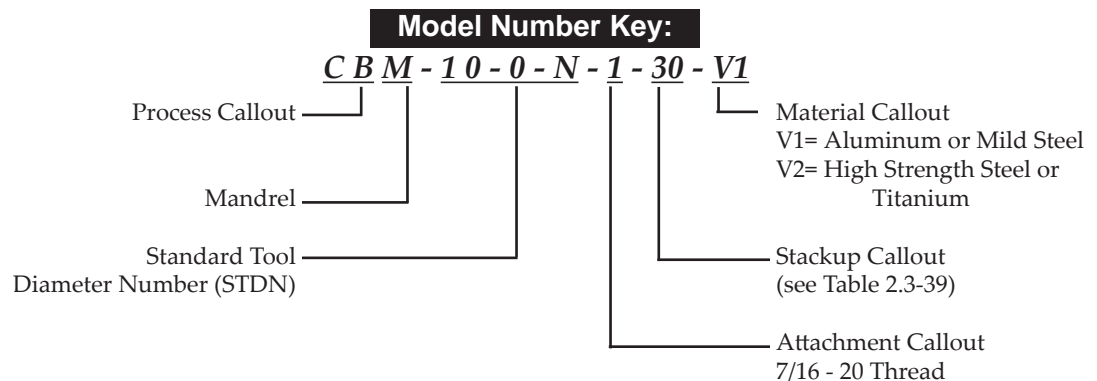 Model Number Key:
C B M - 1 0 - 0 - N - 1 - 30 - V1
Process Callout
Mandrel
Standard Tool
Diameter Number (STDN)
Material Callout
V1= Aluminum or Mild Steel
V2= High Strength Steel or
Titanium
Stackup Callout
(see Table 2.3-39)
Attachment Callout
7/16 - 20 Thread